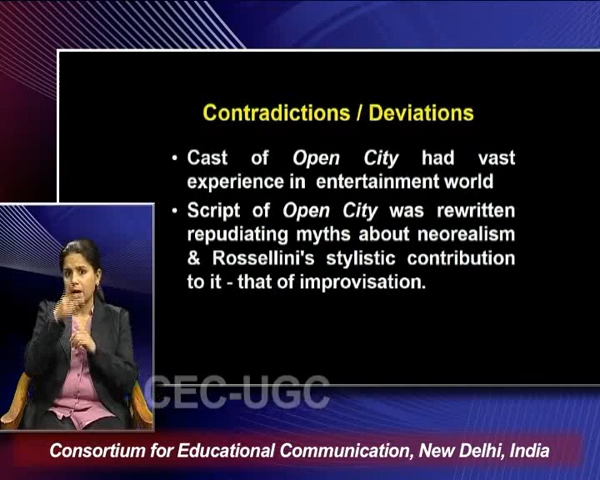 Contradictions / Deviations
• Cast of Open City had vast
experience in entertainment world
• Script of Open City was rewritten
repudiating myths about neorealism
& Rossellini's stylistic contribution
to it - that of improvisation.
CEC-UGC
Consortium for Educational Communication, New Delhi, India